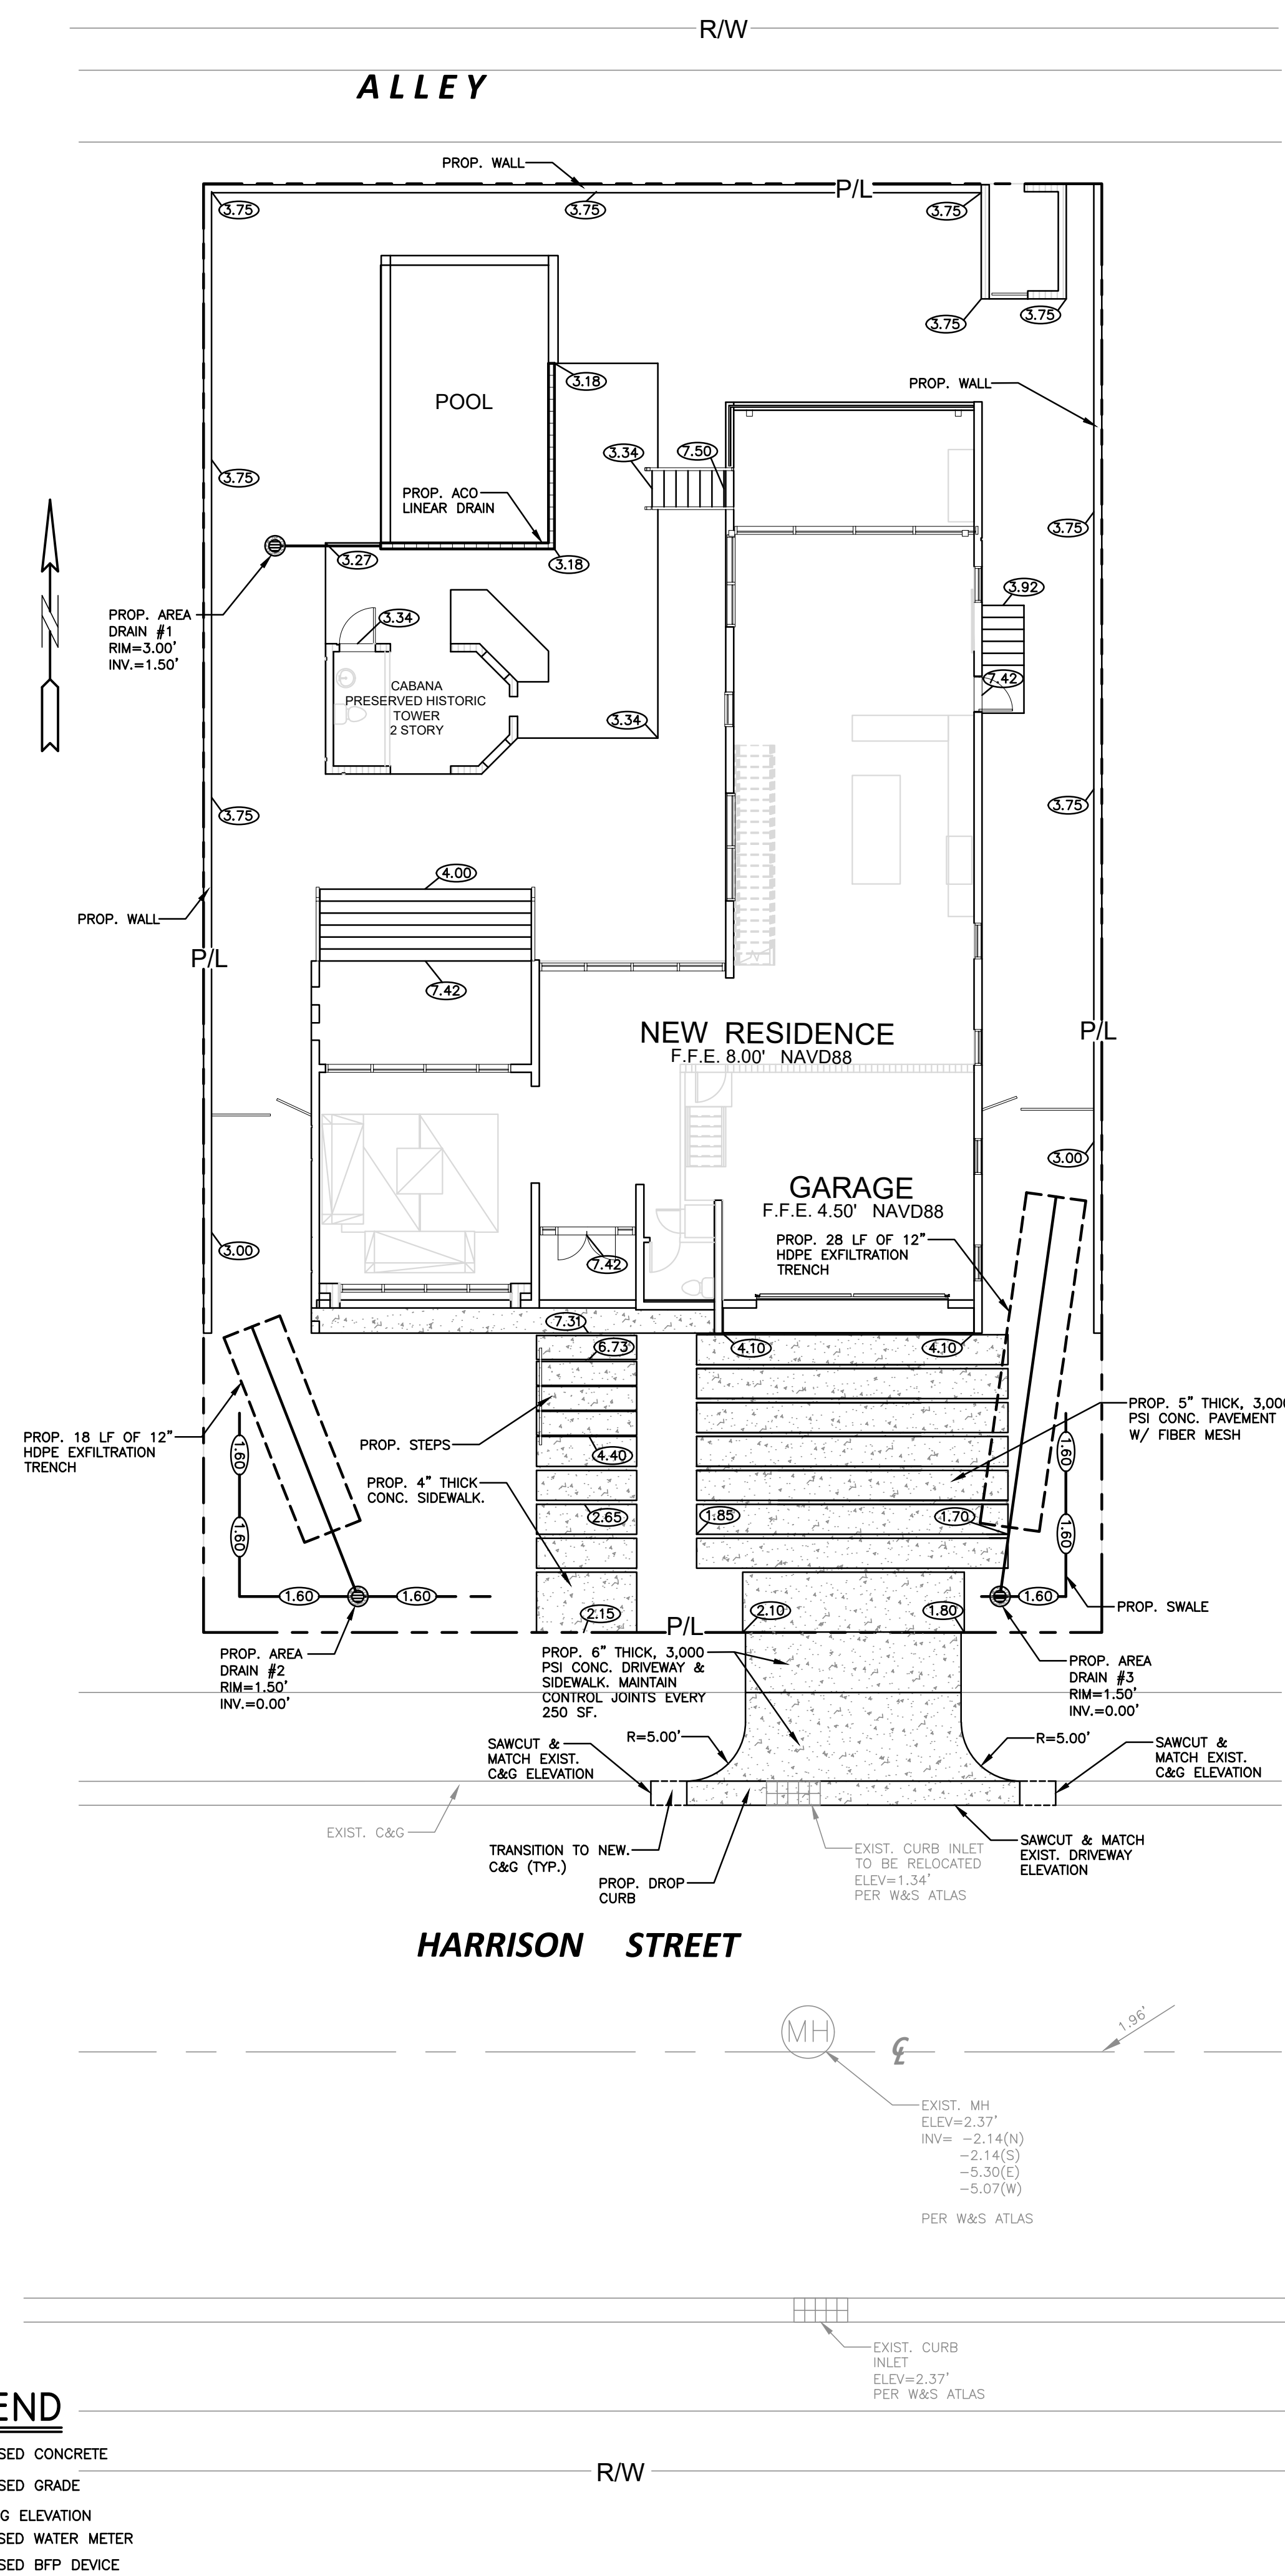 R/W
ALLEY
PROP. WALL
P/L
3.75
3.75
3.75
3.75
3.75
POOL
3.18
PROP. WALL
3.34
7.50
3.75
PROP. ACO
LINEAR DRAIN
3.75
3.27
3.18
PROP. AREA
DRAIN #1
RIM=3.00'
INV.=1.50'
3.34
3.92
7.42
CABANA
PRESERVED HISTORIC
TOWER
2 STORY
3.34
3.75
3.75
4.00
PROP. WALL
P/L
7.42
NEW RESIDENCE
F.F.E. 8.00' NAVD88
P/L
3.00
GARAGE
F.F.E. 4.50' NAVD88
PROP. 28 LF OF 12"
HDPE EXFILTRATION
TRENCH
3.00
7.42
7.31
6.73
4.10
4.10
PROP. 18 LF OF 12"
HDPE EXFILTRATION
TRENCH
1.60
PROP. STEPS
4.40
PROP. 5" THICK, 3,000
PSI CONC. PAVEMENT
W/ FIBER MESH
1.60
PROP. 4" THICK
CONC. SIDEWALK.
2.65
1.85
1.70
1.60
1.60
1.60
1.60
1.60
2.15
P/L
2.10
1.80
PROP. SWALE
PROP. AREA
DRAIN #2
RIM=1.50'
INV.=0.00'
PROP. 6" THICK, 3,000
PSI CONC. DRIVEWAY &
SIDEWALK. MAINTAIN
CONTROL JOINTS EVERY
250 SF.
PROP. AREA
DRAIN #3
RIM=1.50'
INV.=0.00'
SAWCUT &
MATCH EXIST.
C&G ELEVATION
R=5.00'
R=5.00'
SAWCUT &
MATCH EXIST.
C&G ELEVATION
EXIST. C&G
TRANSITION TO NEW.
C&G (TYP.)
PROP. DROP
CURB
EXIST. CURB INLET
TO BE RELOCATED
ELEV=1.34'
PER W&S ATLAS
SAWCUT & MATCH
EXIST. DRIVEWAY
ELEVATION
HARRISON STREET
MH
CL
1.96'
EXIST. MH
ELEV=2.37'
INV= -2.14(N)
-2.14(S)
-5.30(E)
-5.07(W)
PER W&S ATLAS
EXIST. CURB
INLET
ELEV=2.37'
PER W&S ATLAS
END
SED CONCRETE
R/W
SED GRADE
G ELEVATION
SED WATER METER
SED BFP DEVICE
N